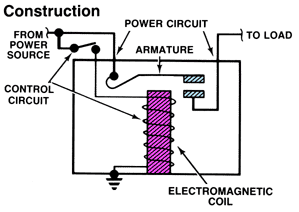 Construction
POWER CIRCUIT
FROM
POWER
SOURCE
ARMATURE
TO LOAD
CONTROL
CIRCUIT
ELECTROMAGNETIC
COIL